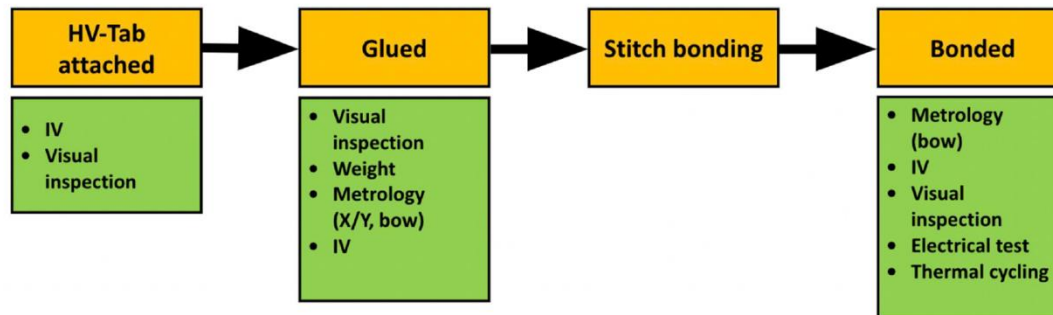 HV-Tab
attached
Glued
Stitch bonding
Bonded
• IV
• Visual
inspection
• Visual
inspection
• Weight
• Metrology
(X/Y, bow)
• IV
• Metrology
(bow)
• IV
• Visual
inspection
• Electrical test
• Thermal cycling